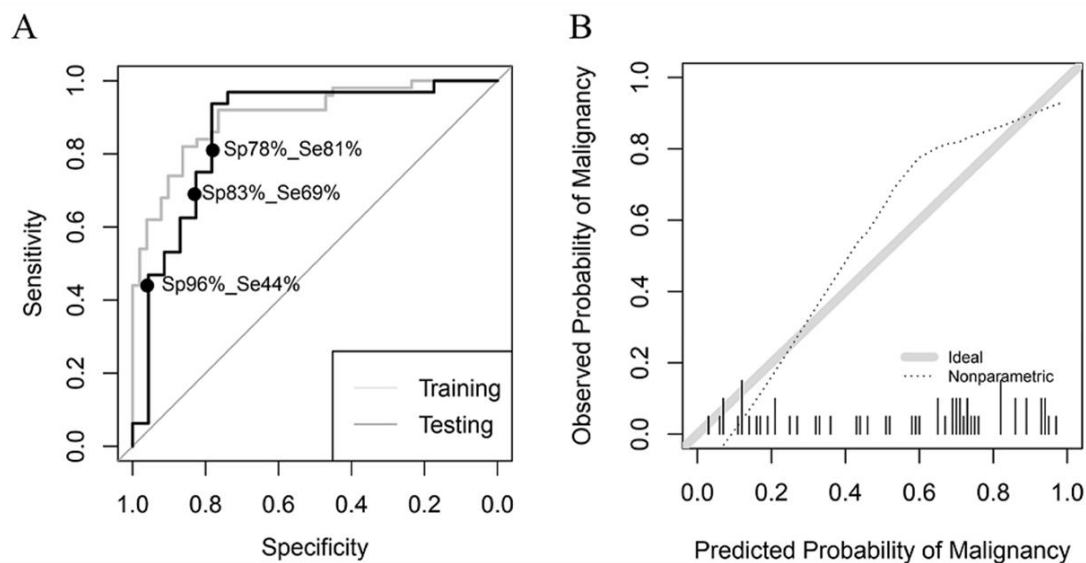 A
1.0
0.8
0.6
0.4
0.2
0.0
Sensitivity
Sp78%_Se81%
Sp83%_Se69%
Sp96%_Se44%
Training
Testing
1.0 0.8 0.6 0.4 0.2 0.0
Specificity
B
1.0
0.8
0.6
0.4
0.2
0.0
Observed Probability of Malignancy
Ideal
Nonparametric
0.0 0.2 0.4 0.6 0.8 1.0
Predicted Probability of Malignancy